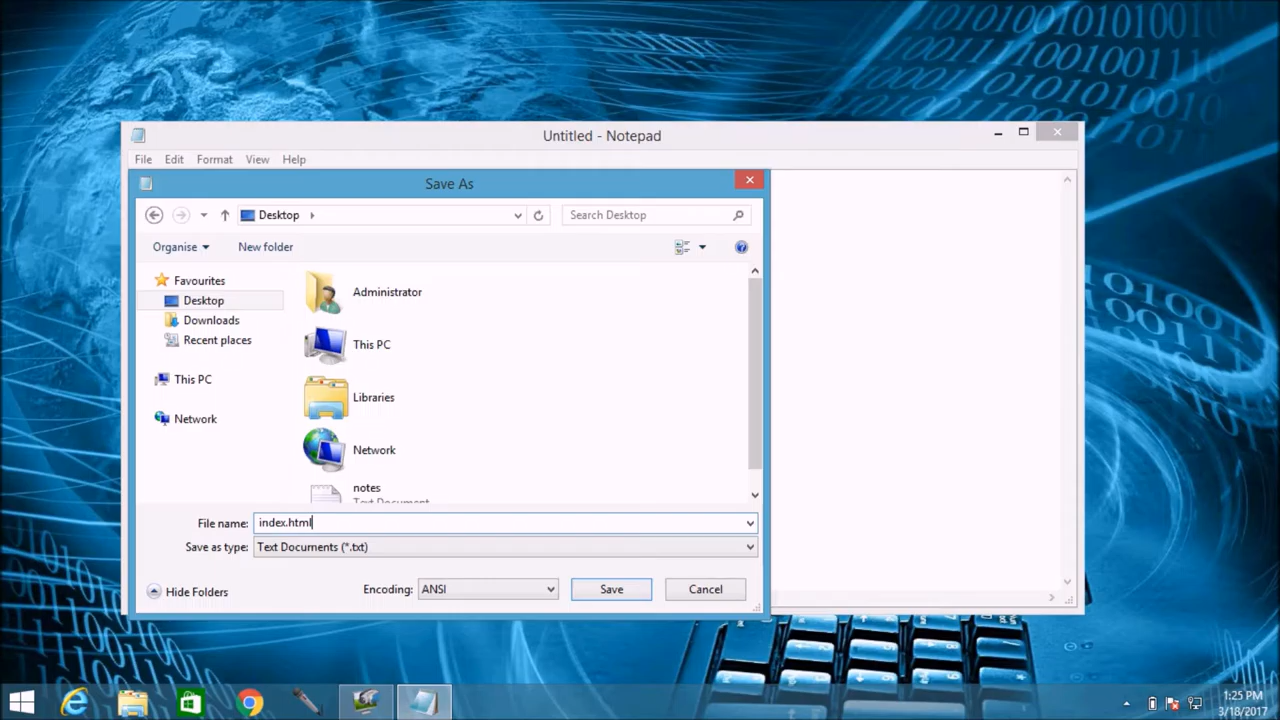 Untitled - Notepad
File Edit Format View Help
Save As
Desktop
Search Desktop
Organise New folder
Favourites
Desktop
Downloads
Recent places
This PC
Network
Administrator
This PC
Libraries
Network
notes
Text Document
File name: index.html
Save as type: Text Documents (*.txt)
Hide Folders
Encoding: ANSI
Save
Cancel
1:25 PM
3/18/2017